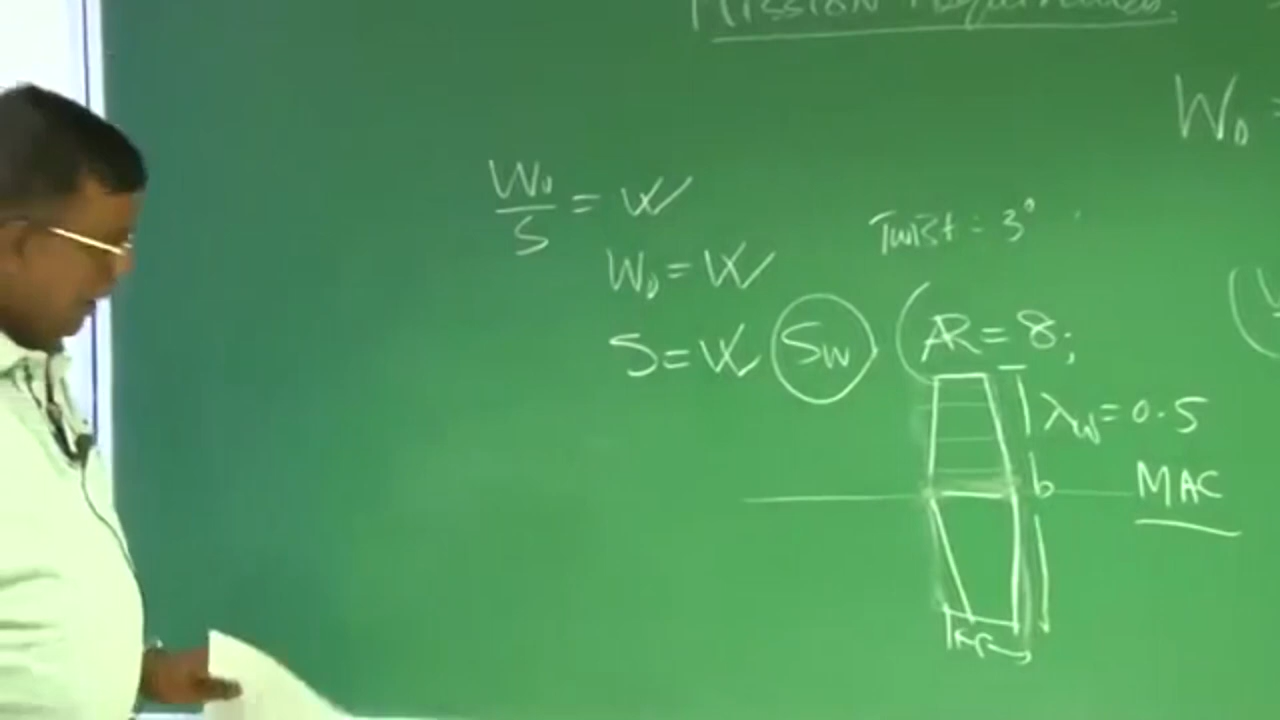 Mission Requirements
W₀ =
W₀/S = W✓
Twist = 3°
W₀ = W✓
S = W✓ Sw AR = 8;
λw = 0.5
b MAC